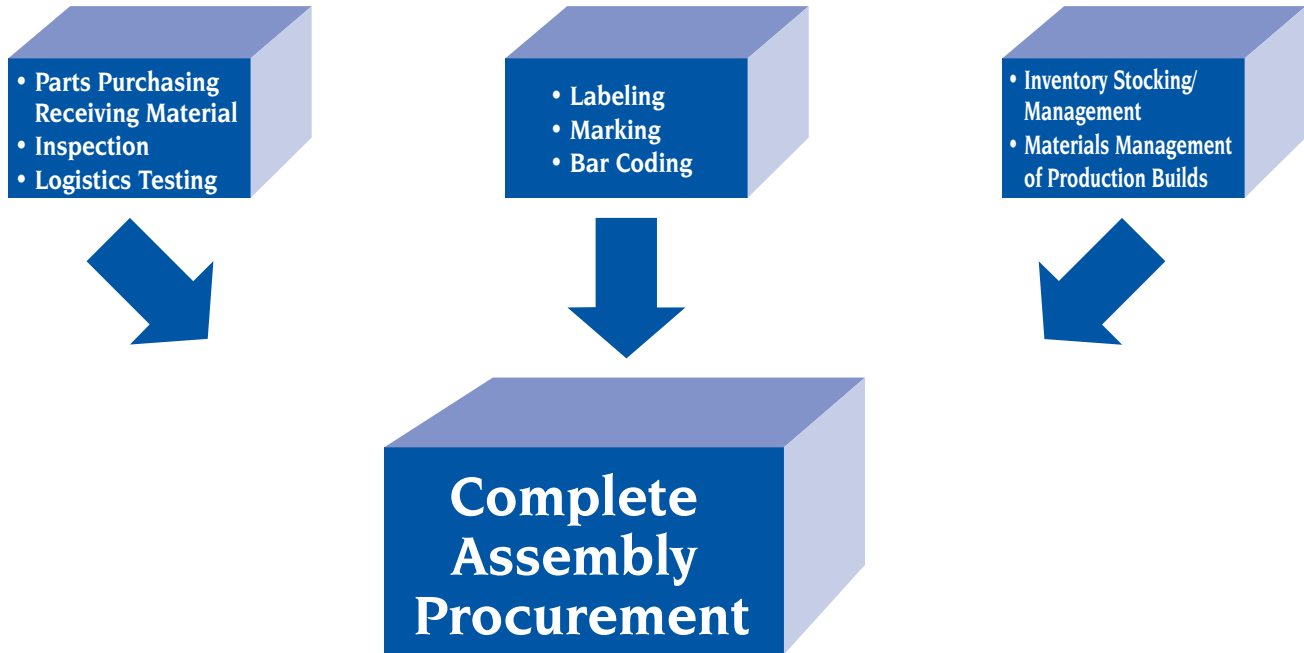 • Parts Purchasing
Receiving Material
• Inspection
• Logistics Testing
• Labeling
• Marking
• Bar Coding
• Inventory Stocking/
Management
• Materials Management
of Production Builds
Complete
Assembly
Procurement